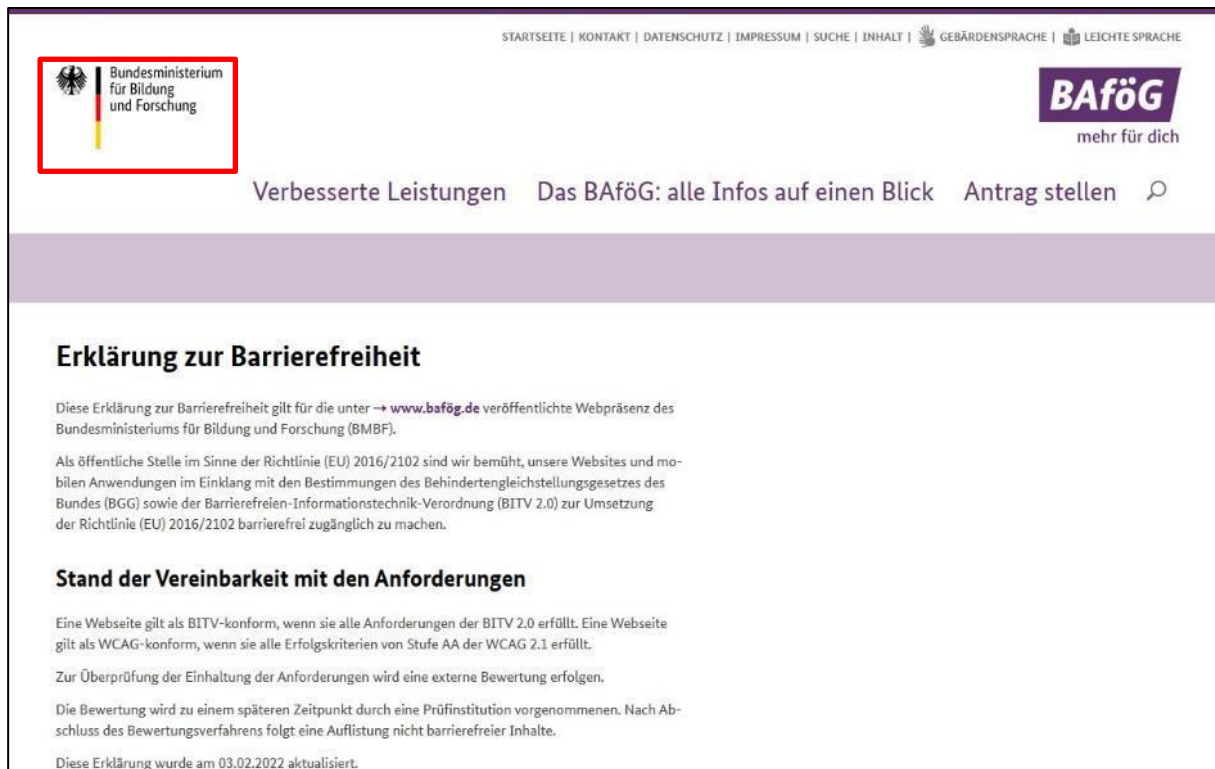 STARTSEITE | KONTAKT | DATENSCHUTZ | IMPRESSUM | SUCHE | INHALT | GEBÄRDENSPRACHE | LEICHTE SPRACHE
Bundesministerium
für Bildung
und Forschung
BAföG
mehr für dich
Verbesserte Leistungen Das BAföG: alle Infos auf einen Blick Antrag stellen
Erklärung zur Barrierefreiheit
Diese Erklärung zur Barrierefreiheit gilt für die unter → www.bafög.de veröffentlichte Webpräsenz des
Bundesministeriums für Bildung und Forschung (BMBF).
Als öffentliche Stelle im Sinne der Richtlinie (EU) 2016/2102 sind wir bemüht, unsere Websites und mo-
bilen Anwendungen im Einklang mit den Bestimmungen des Behindertengleichstellungsgesetzes des
Bundes (BGG) sowie der Barrierefreien-Informationstechnik-Verordnung (BITV 2.0) zur Umsetzung
der Richtlinie (EU) 2016/2102 barrierefrei zugänglich zu machen.
Stand der Vereinbarkeit mit den Anforderungen
Eine Webseite gilt als BITV-konform, wenn sie alle Anforderungen der BITV 2.0 erfüllt. Eine Webseite
gilt als WCAG-konform, wenn sie alle Erfolgskriterien von Stufe AA der WCAG 2.1 erfüllt.
Zur Überprüfung der Einhaltung der Anforderungen wird eine externe Bewertung erfolgen.
Die Bewertung wird zu einem späteren Zeitpunkt durch eine Prüfinstitution vorgenommenen. Nach Ab-
schluss des Bewertungsverfahrens folgt eine Auflistung nicht barrierefreier Inhalte.
Diese Erklärung wurde am 03.02.2022 aktualisiert.